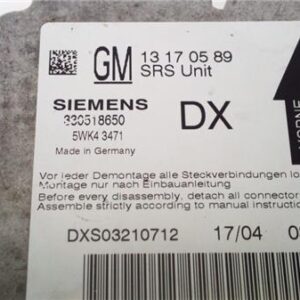 GM 13 17 05 89
SRS Unit
SIEMENS DX
330518650
5WK4 3471
Made in Germany
Vor jeder Demontage alle Steckverbindungen
Montage nur nach Einbauanleitung
Before every disassembly, detach all connector
Assemble strictly according to manual instruction
DXS03210712 17/04